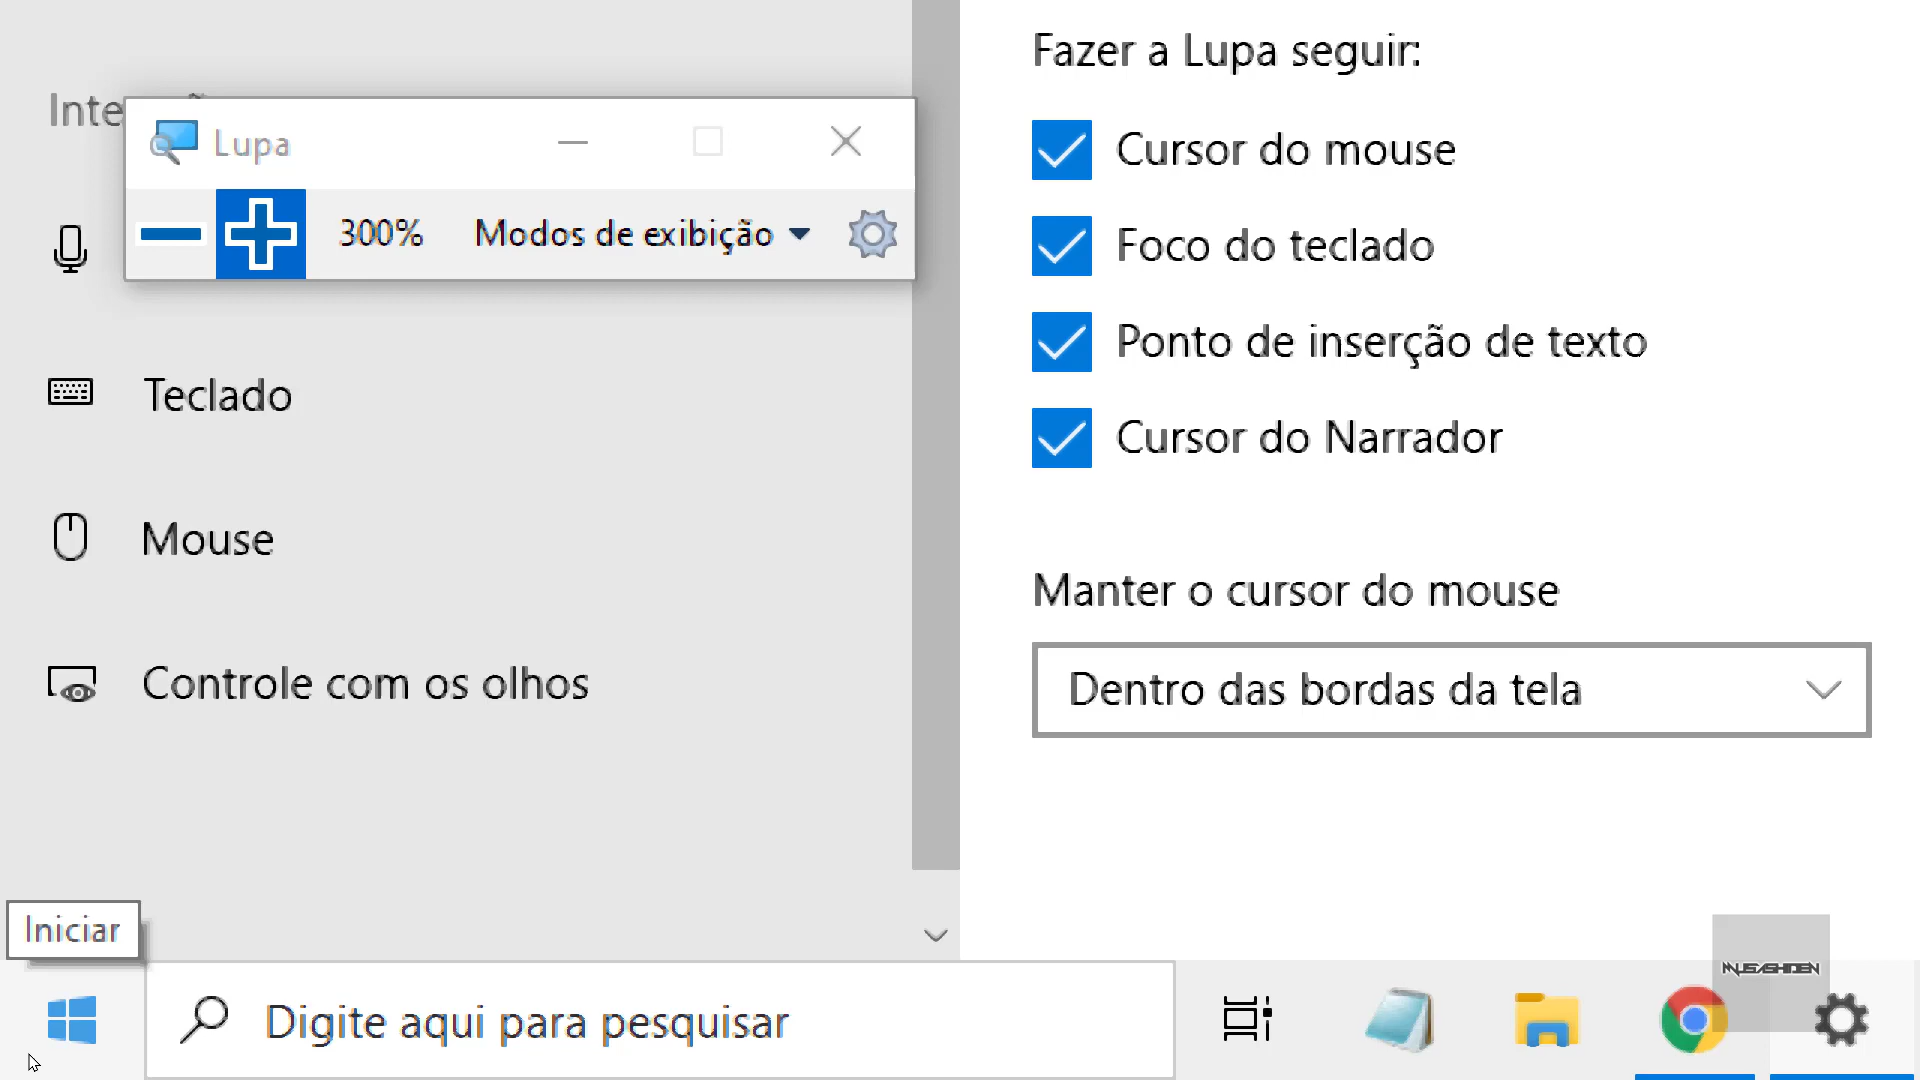 Inte
Lupa
300% Modos de exibição
Teclado
Mouse
Controle com os olhos
Fazer a Lupa seguir:
Cursor do mouse
Foco do teclado
Ponto de inserção de texto
Cursor do Narrador
Manter o cursor do mouse
Dentro das bordas da tela
Iniciar
Digite aqui para pesquisar
MUSASHIDEN